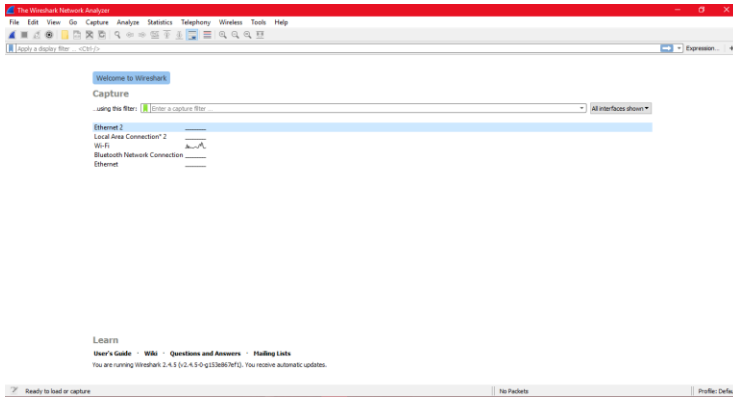 The Wireshark Network Analyzer
File Edit View Go Capture Analyze Statistics Telephony Wireless Tools Help
Apply a display filter ... <Ctrl-/>
Expression...
Welcome to Wireshark
Capture
...using this filter: Enter a capture filter ...
All interfaces shown
Ethernet 2
Local Area Connection* 2
Wi-Fi
Bluetooth Network Connection
Ethernet
Learn
User's Guide · Wiki · Questions and Answers · Mailing Lists
You are running Wireshark 2.4.5 (v2.4.5-0-g153e867ef1). You receive automatic updates.
Ready to load or capture
No Packets
Profile: Defau